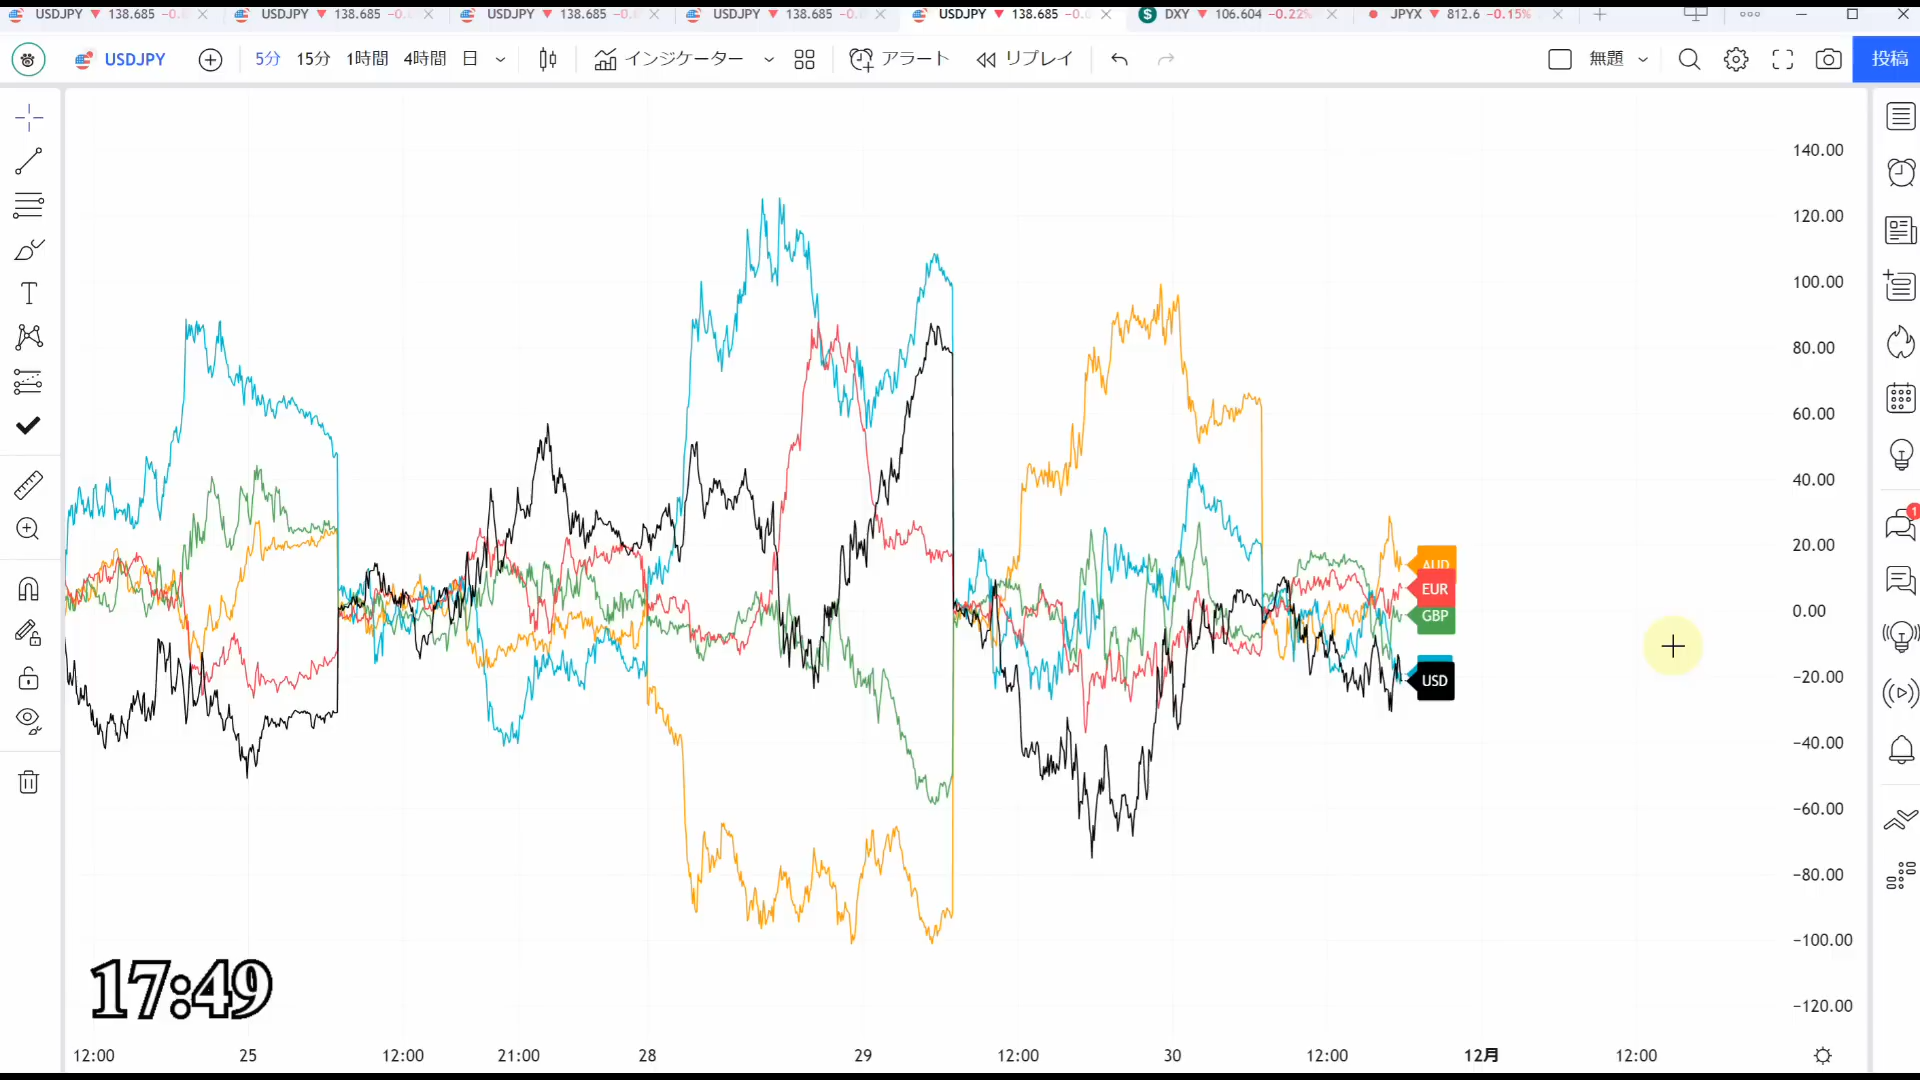 USDJPY ▼ 138.685 USDJPY ▼ 138.685 USDJPY ▼ 138.685 USDJPY ▼ 138.685 USDJPY ▼ 138.685 DXY ▼ 106.604 −0.22% JPYX ▼ 812.6 −0.15%
USDJPY 5分 15分 1時間 4時間 日 インジケーター アラート リプレイ 無題 投稿
140.00
120.00
100.00
80.00
60.00
40.00
20.00
0.00
−20.00
−40.00
−60.00
−80.00
−100.00
−120.00
AUD
EUR
GBP
USD
1
17:49
12:00 25 12:00 21:00 28 29 12:00 30 12:00 12月 12:00